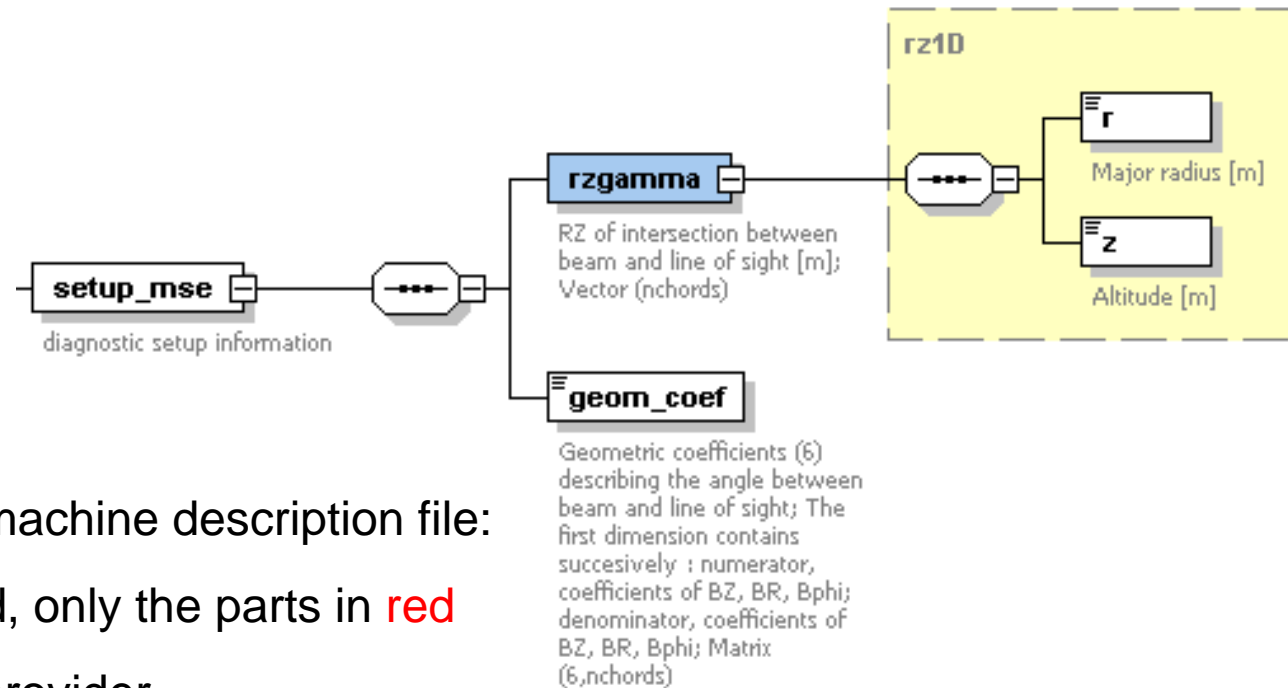 rz1D
r
Major radius [m]
z
Altitude [m]
rzgamma
RZ of intersection between
beam and line of sight [m];
Vector (nchords)
setup_mse
diagnostic setup information
geom_coef
Geometric coefficients (6)
describing the angle between
beam and line of sight; The
first dimension contains
succesively : numerator,
coefficients of BZ, BR, Bphi;
denominator, coefficients of
BZ, BR, Bphi; Matrix
(6,nchords)
machine description file:
, only the parts in red